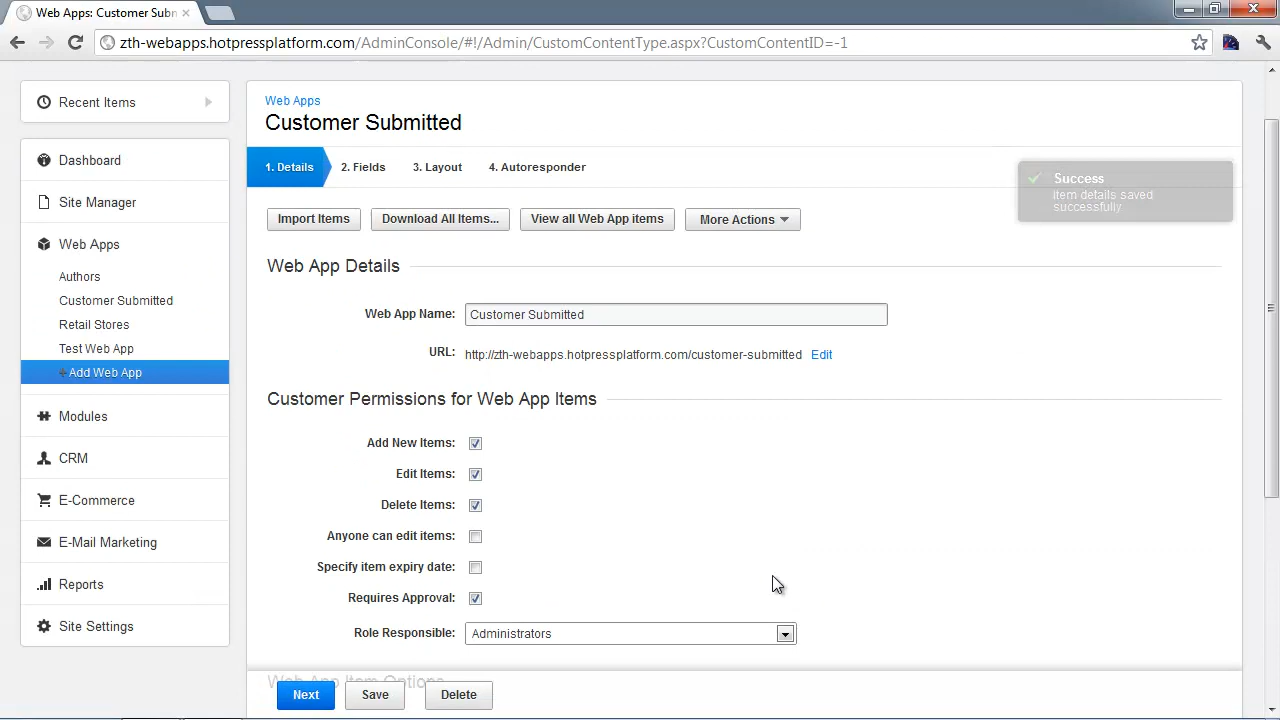 Web Apps: Customer Subn
zth-webapps.hotpressplatform.com/AdminConsole/#!/Admin/CustomContentType.aspx?CustomContentID=-1
Recent Items
Dashboard
Site Manager
Web Apps
Authors
Customer Submitted
Retail Stores
Test Web App
+Add Web App
Modules
CRM
E-Commerce
E-Mail Marketing
Reports
Site Settings
Web Apps
Customer Submitted
1. Details
2. Fields
3. Layout
4. Autoresponder
Success
Item details saved
successfully
Import Items
Download All Items...
View all Web App items
More Actions
Web App Details
Web App Name: Customer Submitted
URL: http://zth-webapps.hotpressplatform.com/customer-submitted Edit
Customer Permissions for Web App Items
Add New Items:
Edit Items:
Delete Items:
Anyone can edit items:
Specify item expiry date:
Requires Approval:
Role Responsible: Administrators
Web App Item Options
Next
Save
Delete